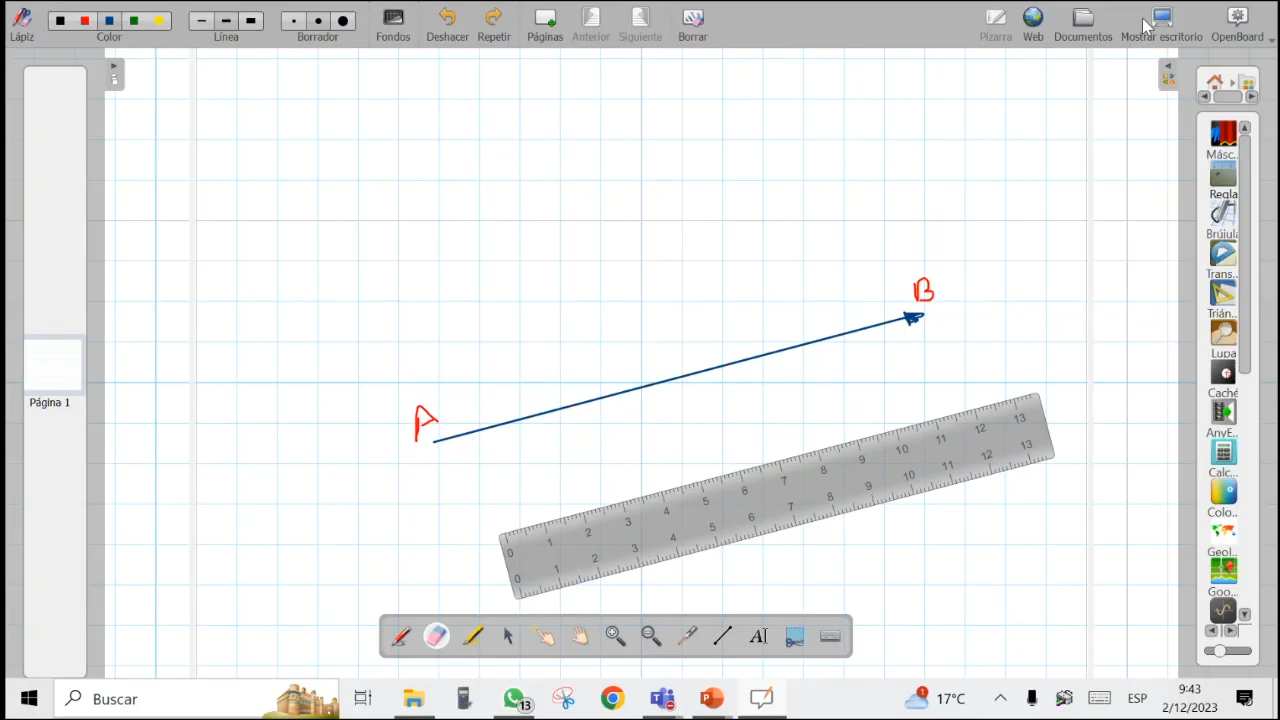 Lápiz
Color
Línea
Borrador
Fondos
Deshacer
Repetir
Páginas
Anterior
Siguiente
Borrar
Pizarra
Web
Documentos
Mostrar escritorio
OpenBoard
Másc..
Regla
Brújula
Trans..
Trián..
Lupa
Caché
AnyE..
Calc..
Colo..
Geol..
Goo..
Página 1
B
A
0 1 2 3 4 5 6 7 8 9 10 11 12 13
0 1 2 3 4 5 6 7 8 9 10 11 12 13
A
Buscar
13
1
17°C
ESP
9:43
2/12/2023